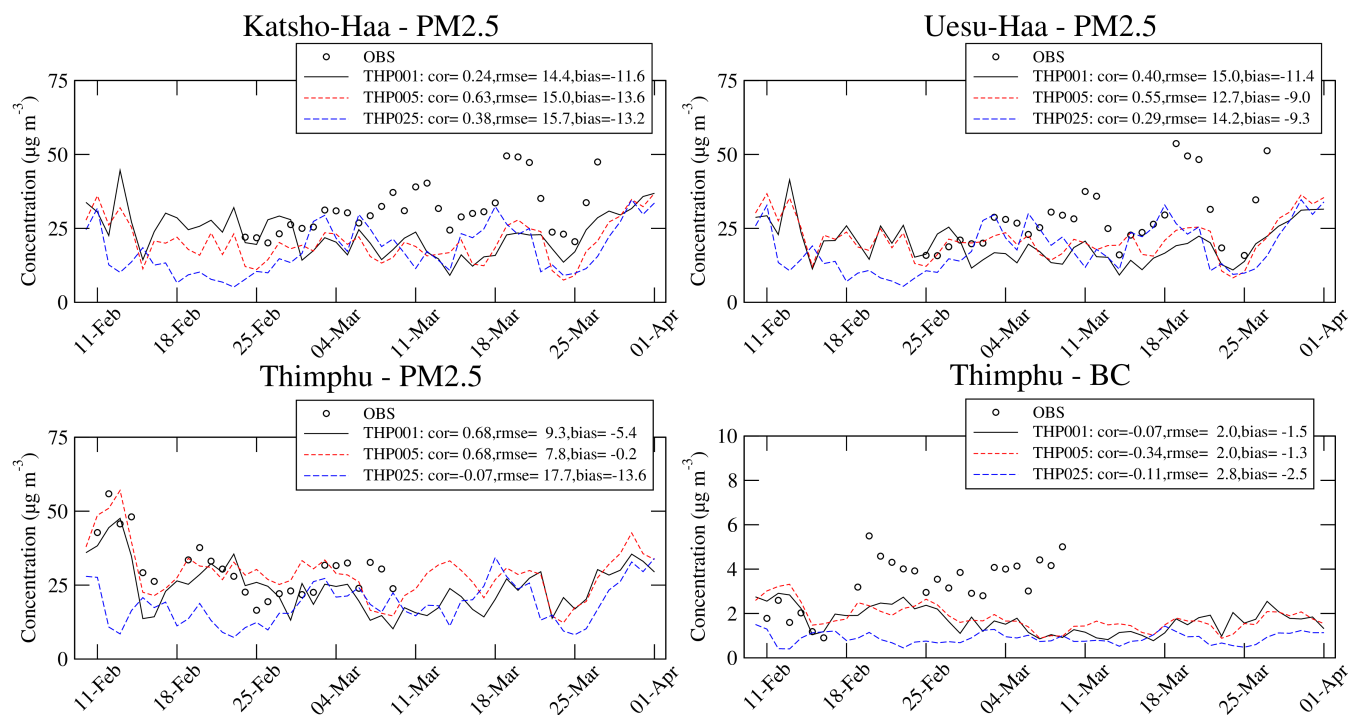 Katsho-Haa - PM2.5
OBS
THP001: cor= 0.24,rmse= 14.4,bias=-11.6
THP005: cor= 0.63,rmse= 15.0,bias=-13.6
THP025: cor= 0.38,rmse= 15.7,bias=-13.2
Concentration (µg m-3)
75
50
25
0
11-Feb
18-Feb
25-Feb
04-Mar
11-Mar
18-Mar
25-Mar
01-Apr
Uesu-Haa - PM2.5
OBS
THP001: cor= 0.40,rmse= 15.0,bias=-11.4
THP005: cor= 0.55,rmse= 12.7,bias= -9.0
THP025: cor= 0.29,rmse= 14.2,bias= -9.3
Concentration (µg m-3)
75
50
25
0
11-Feb
18-Feb
25-Feb
04-Mar
11-Mar
18-Mar
25-Mar
01-Apr
Thimphu - PM2.5
OBS
THP001: cor= 0.68,rmse= 9.3,bias= -5.4
THP005: cor= 0.68,rmse= 7.8,bias= -0.2
THP025: cor=-0.07,rmse= 17.7,bias=-13.6
Concentration (µg m-3)
75
50
25
0
11-Feb
18-Feb
25-Feb
04-Mar
11-Mar
18-Mar
25-Mar
01-Apr
Thimphu - BC
OBS
THP001: cor=-0.07,rmse= 2.0,bias= -1.5
THP005: cor=-0.34,rmse= 2.0,bias= -1.3
THP025: cor=-0.11,rmse= 2.8,bias= -2.5
Concentration (µg m-3)
10
8
6
4
2
0
11-Feb
18-Feb
25-Feb
04-Mar
11-Mar
18-Mar
25-Mar
01-Apr